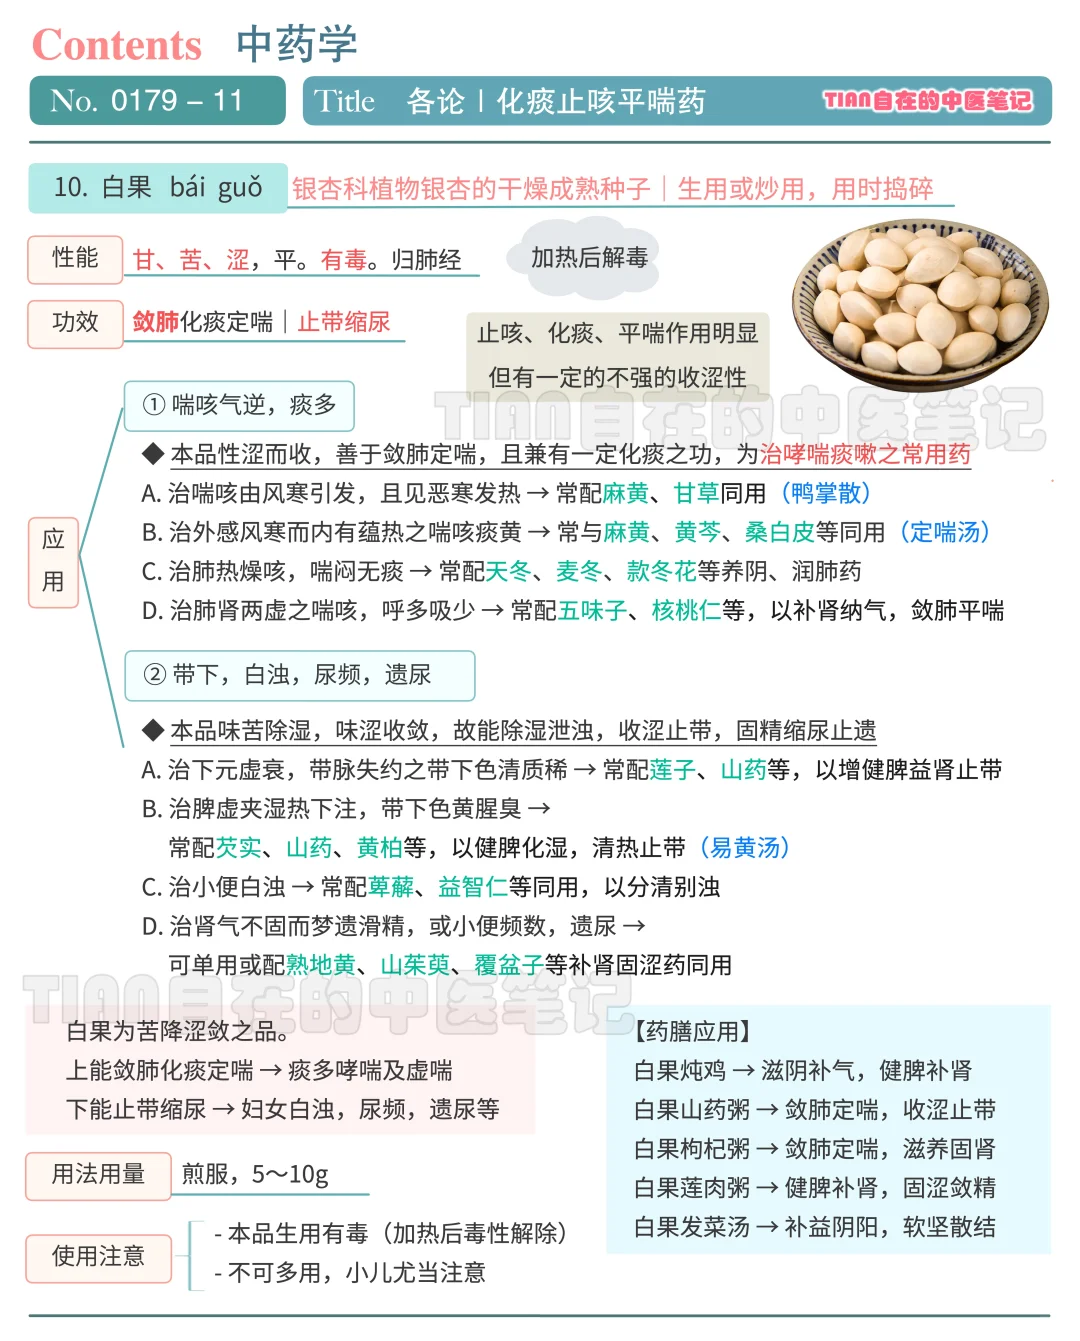 Contents 中药学
No. 0179 – 11
Title 各论 | 化痰止咳平喘药
TIAN自在的中医笔记
10. 白果 bái guǒ
银杏科植物银杏的干燥成熟种子｜生用或炒用，用时捣碎
性能
甘、苦、涩，平。有毒。归肺经
加热后解毒
功效
敛肺化痰定喘｜止带缩尿
止咳、化痰、平喘作用明显
但有一定的不强的收涩性
TIAN自在的中医笔记
应用
① 喘咳气逆，痰多
◆ 本品性涩而收，善于敛肺定喘，且兼有一定化痰之功，为治哮喘痰嗽之常用药
A. 治喘咳由风寒引发，且见恶寒发热 → 常配麻黄、甘草同用（鸭掌散）
B. 治外感风寒而内有蕴热之喘咳痰黄 → 常与麻黄、黄芩、桑白皮等同用（定喘汤）
C. 治肺热燥咳，喘闷无痰 → 常配天冬、麦冬、款冬花等养阴、润肺药
D. 治肺肾两虚之喘咳，呼多吸少 → 常配五味子、核桃仁等，以补肾纳气，敛肺平喘
② 带下，白浊，尿频，遗尿
◆ 本品味苦除湿，味涩收敛，故能除湿泄浊，收涩止带，固精缩尿止遗
A. 治下元虚衰，带脉失约之带下色清质稀 → 常配莲子、山药等，以增健脾益肾止带
B. 治脾虚夹湿热下注，带下色黄腥臭 →
常配芡实、山药、黄柏等，以健脾化湿，清热止带（易黄汤）
C. 治小便白浊 → 常配萆薢、益智仁等同用，以分清别浊
D. 治肾气不固而梦遗滑精，或小便频数，遗尿 →
可单用或配熟地黄、山茱萸、覆盆子等补肾固涩药同用
TIAN自在的中医笔记
白果为苦降涩敛之品。
上能敛肺化痰定喘 → 痰多哮喘及虚喘
下能止带缩尿 → 妇女白浊，尿频，遗尿等
【药膳应用】
白果炖鸡 → 滋阴补气，健脾补肾
白果山药粥 → 敛肺定喘，收涩止带
白果枸杞粥 → 敛肺定喘，滋养固肾
白果莲肉粥 → 健脾补肾，固涩敛精
白果发菜汤 → 补益阴阳，软坚散结
用法用量
煎服，5～10g
使用注意
- 本品生用有毒（加热后毒性解除）
- 不可多用，小儿尤当注意